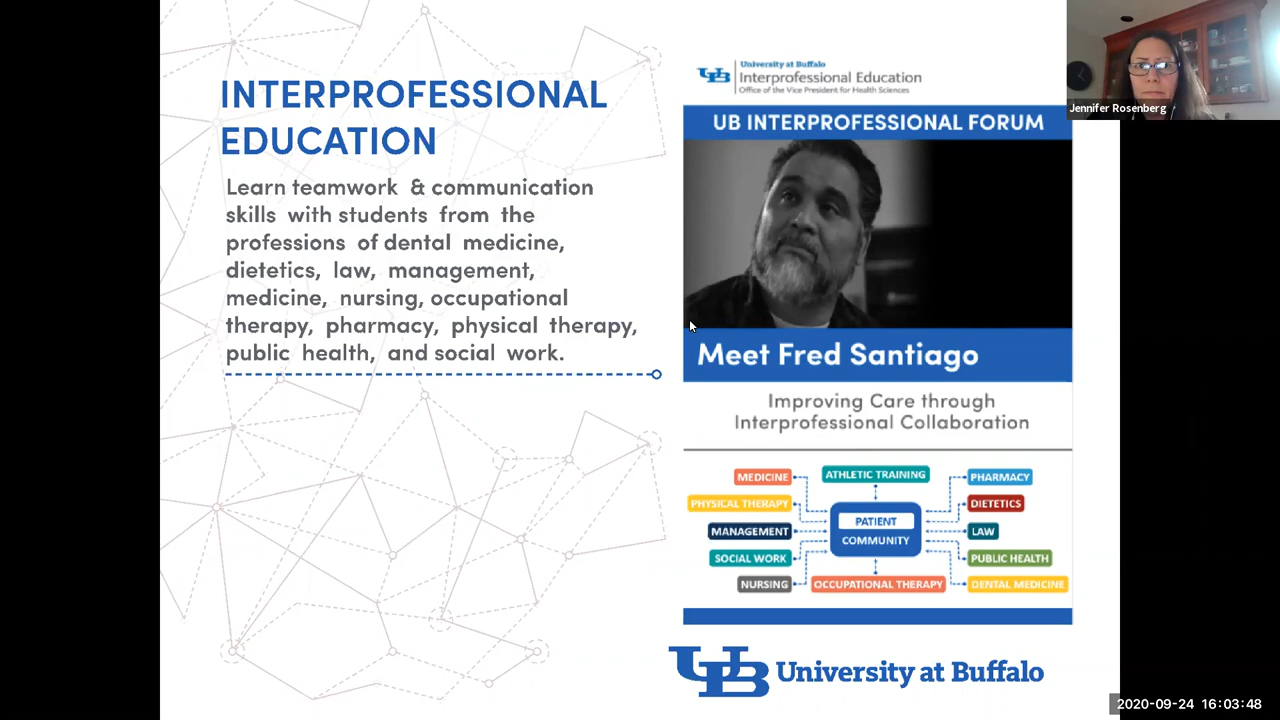 INTERPROFESSIONAL
EDUCATION
Learn teamwork & communication
skills with students from the
professions of dental medicine,
dietetics, law, management,
medicine, nursing, occupational
therapy, pharmacy, physical therapy,
public health, and social work.
UB
University at Buffalo
Interprofessional Education
Office of the Vice President for Health Sciences
UB INTERPROFESSIONAL FORUM
Meet Fred Santiago
Improving Care through
Interprofessional Collaboration
MEDICINE
ATHLETIC TRAINING
PHARMACY
PHYSICAL THERAPY
DIETETICS
PATIENT
MANAGEMENT
COMMUNITY
LAW
SOCIAL WORK
PUBLIC HEALTH
NURSING
OCCUPATIONAL THERAPY
DENTAL MEDICINE
UB University at Buffalo
Jennifer Rosenberg
2020-09-24 16:03:48